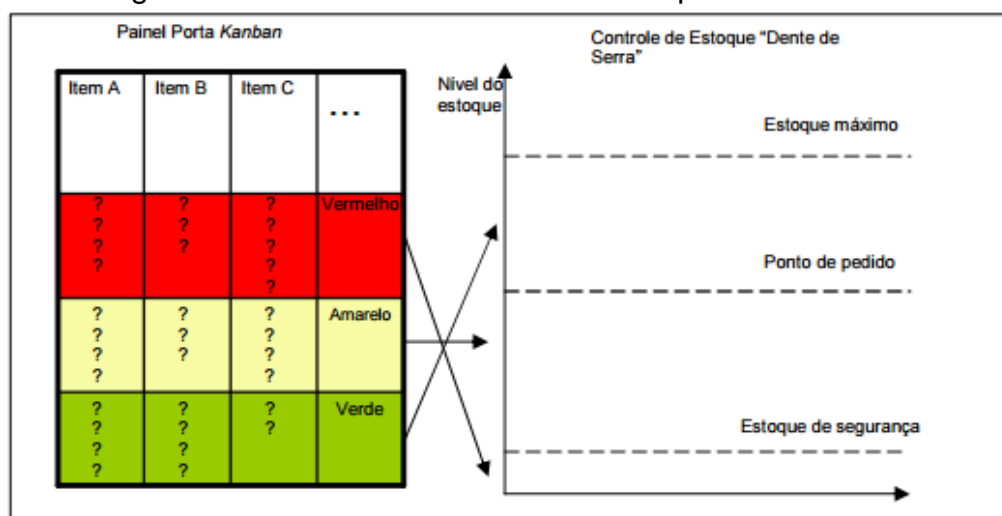 Painel Porta Kanban
Item A
Item B
Item C
...
?
?
?
?
?
?
?
?
?
?
?
?
Vermelho
?
?
?
?
?
?
?
?
?
?
?
Amarelo
?
?
?
?
?
?
?
?
?
?
Verde
Controle de Estoque "Dente de
Serra"
Nível do
estoque
Estoque máximo
Ponto de pedido
Estoque de segurança